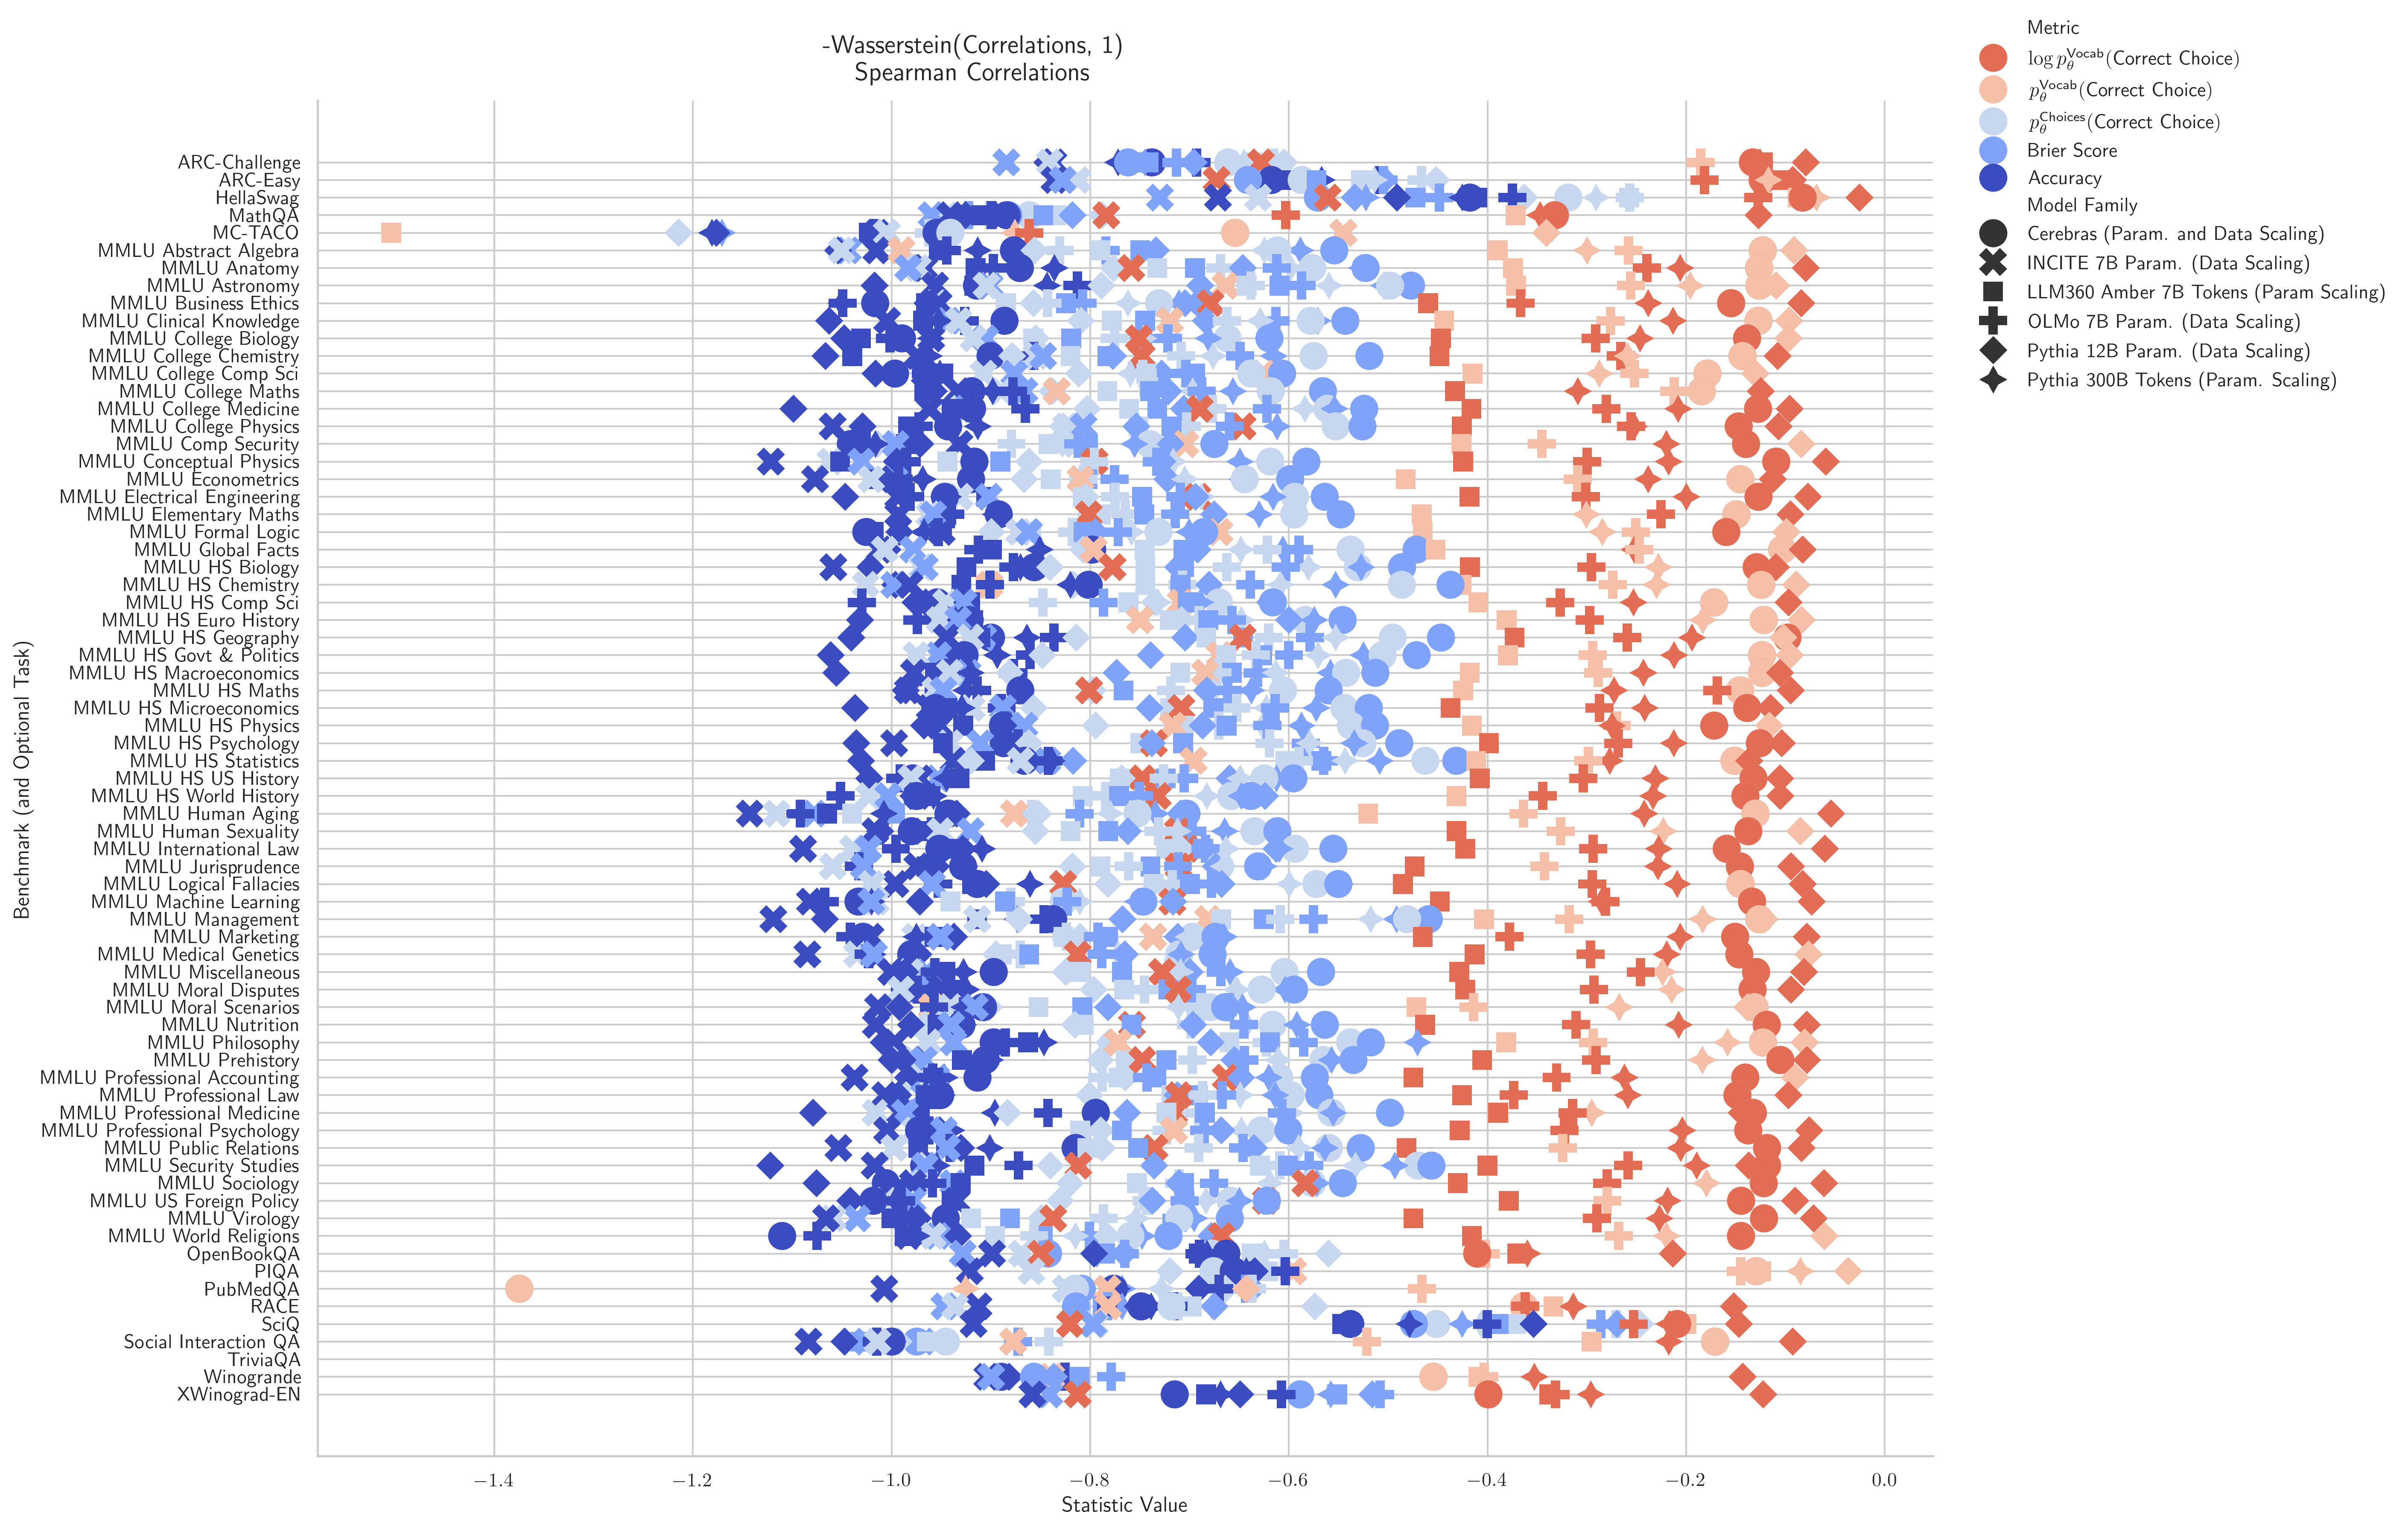 -Wasserstein(Correlations, 1)
Spearman Correlations
Metric
log p_θ^Vocab(Correct Choice)
p_θ^Vocab(Correct Choice)
p_θ^Choices(Correct Choice)
Brier Score
Accuracy
Model Family
Cerebras (Param. and Data Scaling)
INCITE 7B Param. (Data Scaling)
LLM360 Amber 7B Tokens (Param Scaling)
OLMo 7B Param. (Data Scaling)
Pythia 12B Param. (Data Scaling)
Pythia 300B Tokens (Param. Scaling)
Benchmark (and Optional Task)
ARC-Challenge
ARC-Easy
HellaSwag
MathQA
MC-TACO
MMLU Abstract Algebra
MMLU Anatomy
MMLU Astronomy
MMLU Business Ethics
MMLU Clinical Knowledge
MMLU College Biology
MMLU College Chemistry
MMLU College Comp Sci
MMLU College Maths
MMLU College Medicine
MMLU College Physics
MMLU Comp Security
MMLU Conceptual Physics
MMLU Econometrics
MMLU Electrical Engineering
MMLU Elementary Maths
MMLU Formal Logic
MMLU Global Facts
MMLU HS Biology
MMLU HS Chemistry
MMLU HS Comp Sci
MMLU HS Euro History
MMLU HS Geography
MMLU HS Govt & Politics
MMLU HS Macroeconomics
MMLU HS Maths
MMLU HS Microeconomics
MMLU HS Physics
MMLU HS Psychology
MMLU HS Statistics
MMLU HS US History
MMLU HS World History
MMLU Human Aging
MMLU Human Sexuality
MMLU International Law
MMLU Jurisprudence
MMLU Logical Fallacies
MMLU Machine Learning
MMLU Management
MMLU Marketing
MMLU Medical Genetics
MMLU Miscellaneous
MMLU Moral Disputes
MMLU Moral Scenarios
MMLU Nutrition
MMLU Philosophy
MMLU Prehistory
MMLU Professional Accounting
MMLU Professional Law
MMLU Professional Medicine
MMLU Professional Psychology
MMLU Public Relations
MMLU Security Studies
MMLU Sociology
MMLU US Foreign Policy
MMLU Virology
MMLU World Religions
OpenBookQA
PIQA
PubMedQA
RACE
SciQ
Social Interaction QA
TriviaQA
Winogrande
XWinograd-EN
−1.4 −1.2 −1.0 −0.8 −0.6 −0.4 −0.2 0.0
Statistic Value